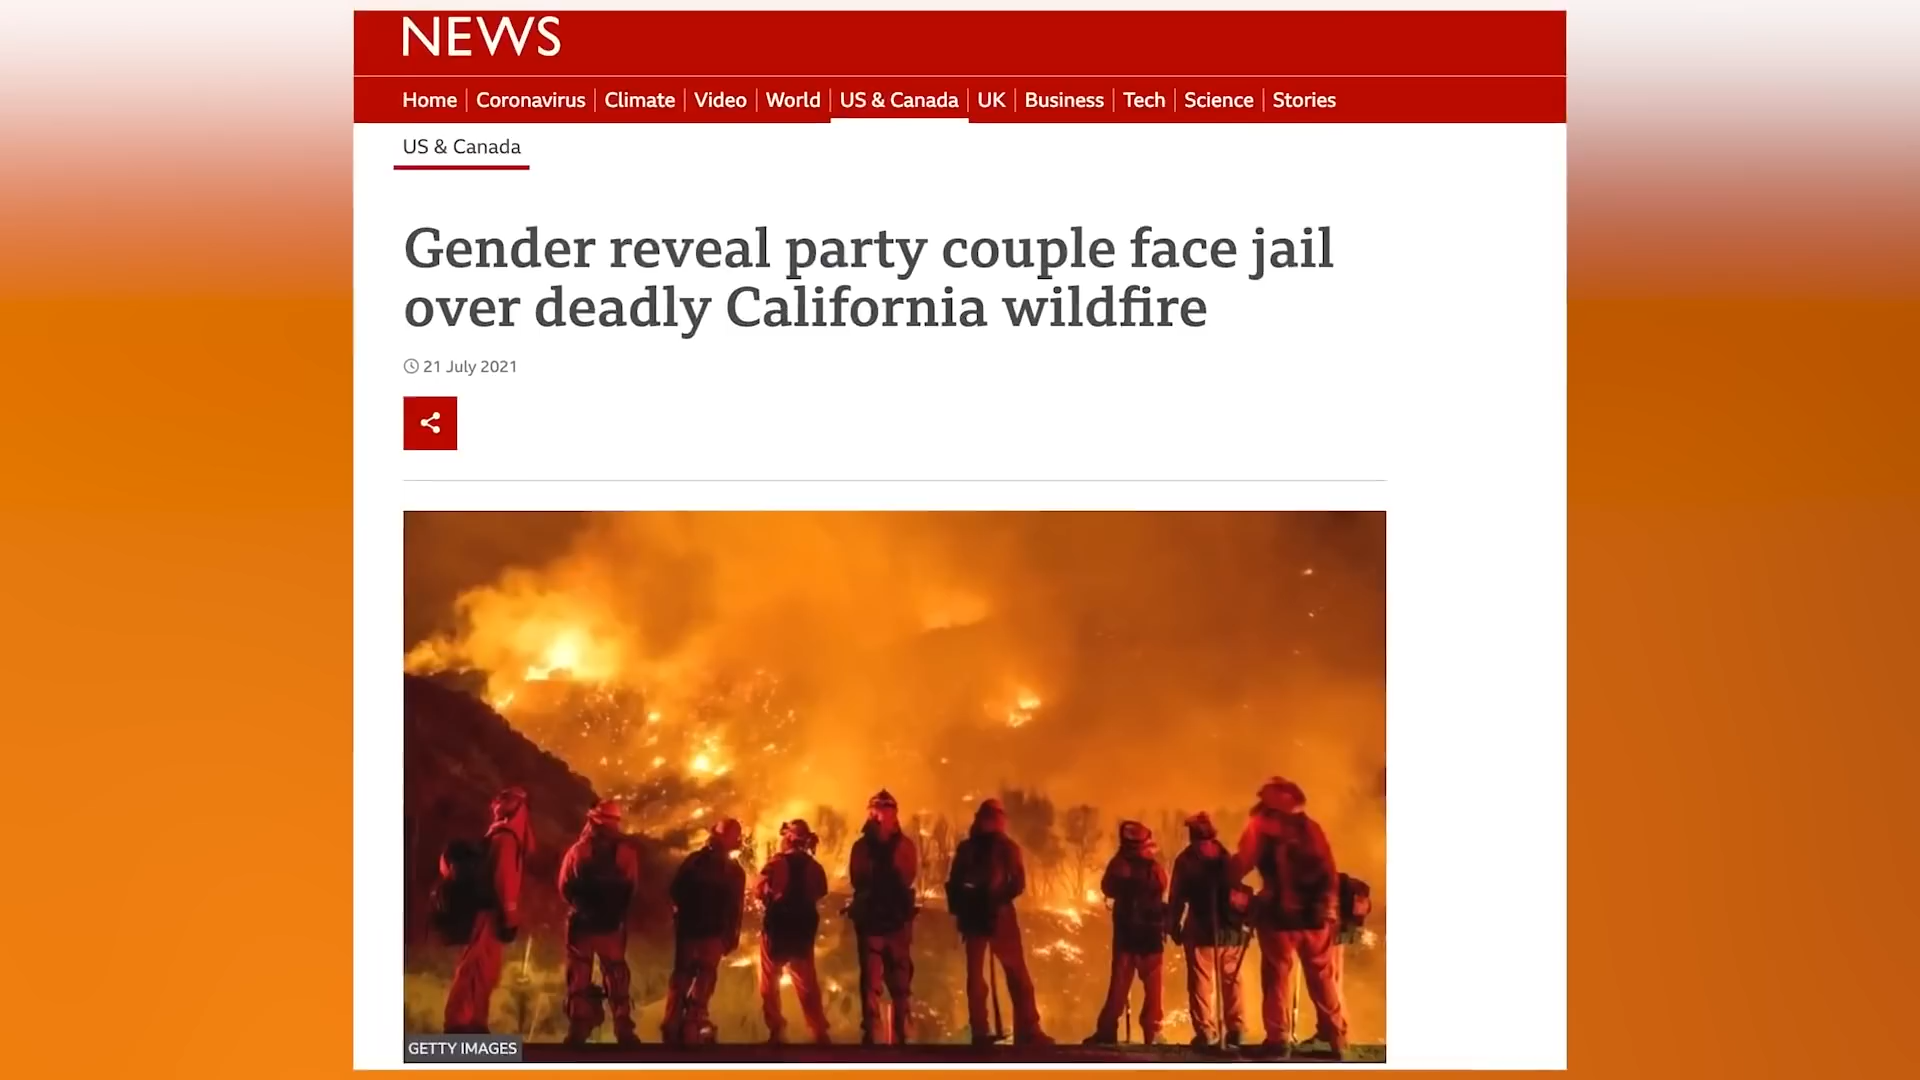 NEWS
Home
Coronavirus
Climate
Video
World
US & Canada
UK
Business
Tech
Science
Stories
US & Canada
Gender reveal party couple face jail
over deadly California wildfire
21 July 2021
GETTY IMAGES